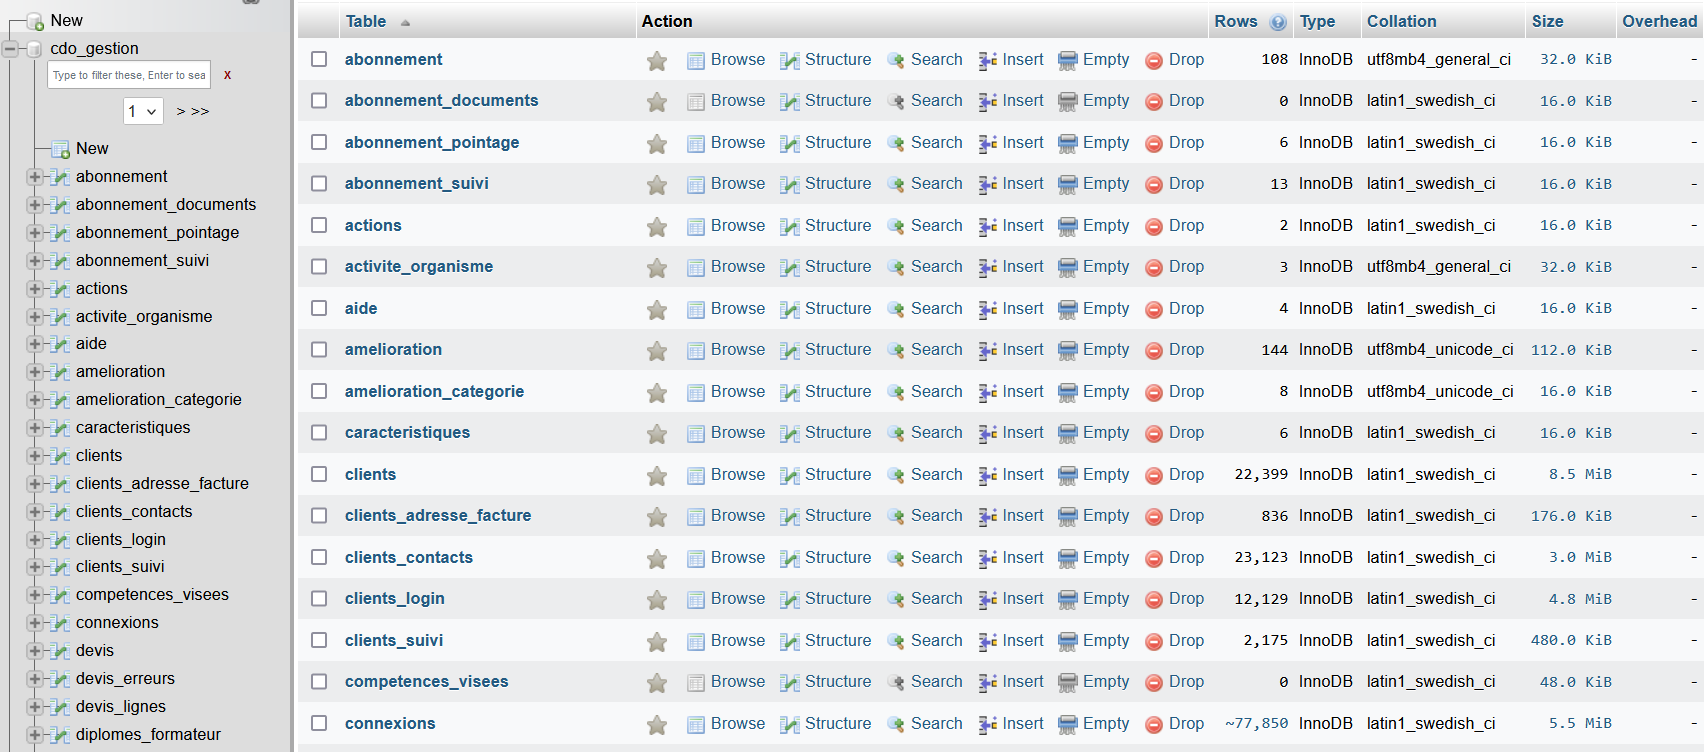 New
cdo_gestion
Type to filter these, Enter to sea x
1 > >>
New
abonnement
abonnement_documents
abonnement_pointage
abonnement_suivi
actions
activite_organisme
aide
amelioration
amelioration_categorie
caracteristiques
clients
clients_adresse_facture
clients_contacts
clients_login
clients_suivi
competences_visees
connexions
devis
devis_erreurs
devis_lignes
diplomes_formateur
Table Action Rows Type Collation Size Overhead
abonnement Browse Structure Search Insert Empty Drop 108 InnoDB utf8mb4_general_ci 32.0 KiB -
abonnement_documents Browse Structure Search Insert Empty Drop 0 InnoDB latin1_swedish_ci 16.0 KiB -
abonnement_pointage Browse Structure Search Insert Empty Drop 6 InnoDB latin1_swedish_ci 16.0 KiB -
abonnement_suivi Browse Structure Search Insert Empty Drop 13 InnoDB latin1_swedish_ci 16.0 KiB -
actions Browse Structure Search Insert Empty Drop 2 InnoDB latin1_swedish_ci 16.0 KiB -
activite_organisme Browse Structure Search Insert Empty Drop 3 InnoDB utf8mb4_general_ci 32.0 KiB -
aide Browse Structure Search Insert Empty Drop 4 InnoDB latin1_swedish_ci 16.0 KiB -
amelioration Browse Structure Search Insert Empty Drop 144 InnoDB utf8mb4_unicode_ci 112.0 KiB -
amelioration_categorie Browse Structure Search Insert Empty Drop 8 InnoDB utf8mb4_unicode_ci 16.0 KiB -
caracteristiques Browse Structure Search Insert Empty Drop 6 InnoDB latin1_swedish_ci 16.0 KiB -
clients Browse Structure Search Insert Empty Drop 22,399 InnoDB latin1_swedish_ci 8.5 MiB -
clients_adresse_facture Browse Structure Search Insert Empty Drop 836 InnoDB latin1_swedish_ci 176.0 KiB -
clients_contacts Browse Structure Search Insert Empty Drop 23,123 InnoDB latin1_swedish_ci 3.0 MiB -
clients_login Browse Structure Search Insert Empty Drop 12,129 InnoDB latin1_swedish_ci 4.8 MiB -
clients_suivi Browse Structure Search Insert Empty Drop 2,175 InnoDB latin1_swedish_ci 480.0 KiB -
competences_visees Browse Structure Search Insert Empty Drop 0 InnoDB latin1_swedish_ci 48.0 KiB -
connexions Browse Structure Search Insert Empty Drop ~77,850 InnoDB latin1_swedish_ci 5.5 MiB -